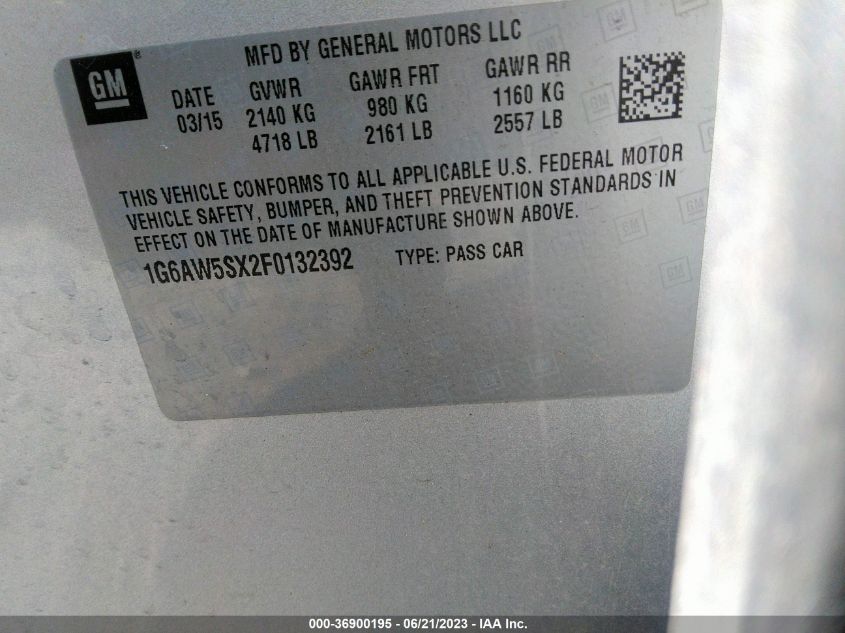 MFD BY GENERAL MOTORS LLC
GM
DATE GVWR GAWR FRT GAWR RR
03/15 2140 KG 980 KG 1160 KG
4718 LB 2161 LB 2557 LB
THIS VEHICLE CONFORMS TO ALL APPLICABLE U.S. FEDERAL MOTOR
VEHICLE SAFETY, BUMPER, AND THEFT PREVENTION STANDARDS IN
EFFECT ON THE DATE OF MANUFACTURE SHOWN ABOVE.
1G6AW5SX2F0132392 TYPE: PASS CAR
000-36900195 - 06/21/2023 - IAA Inc.